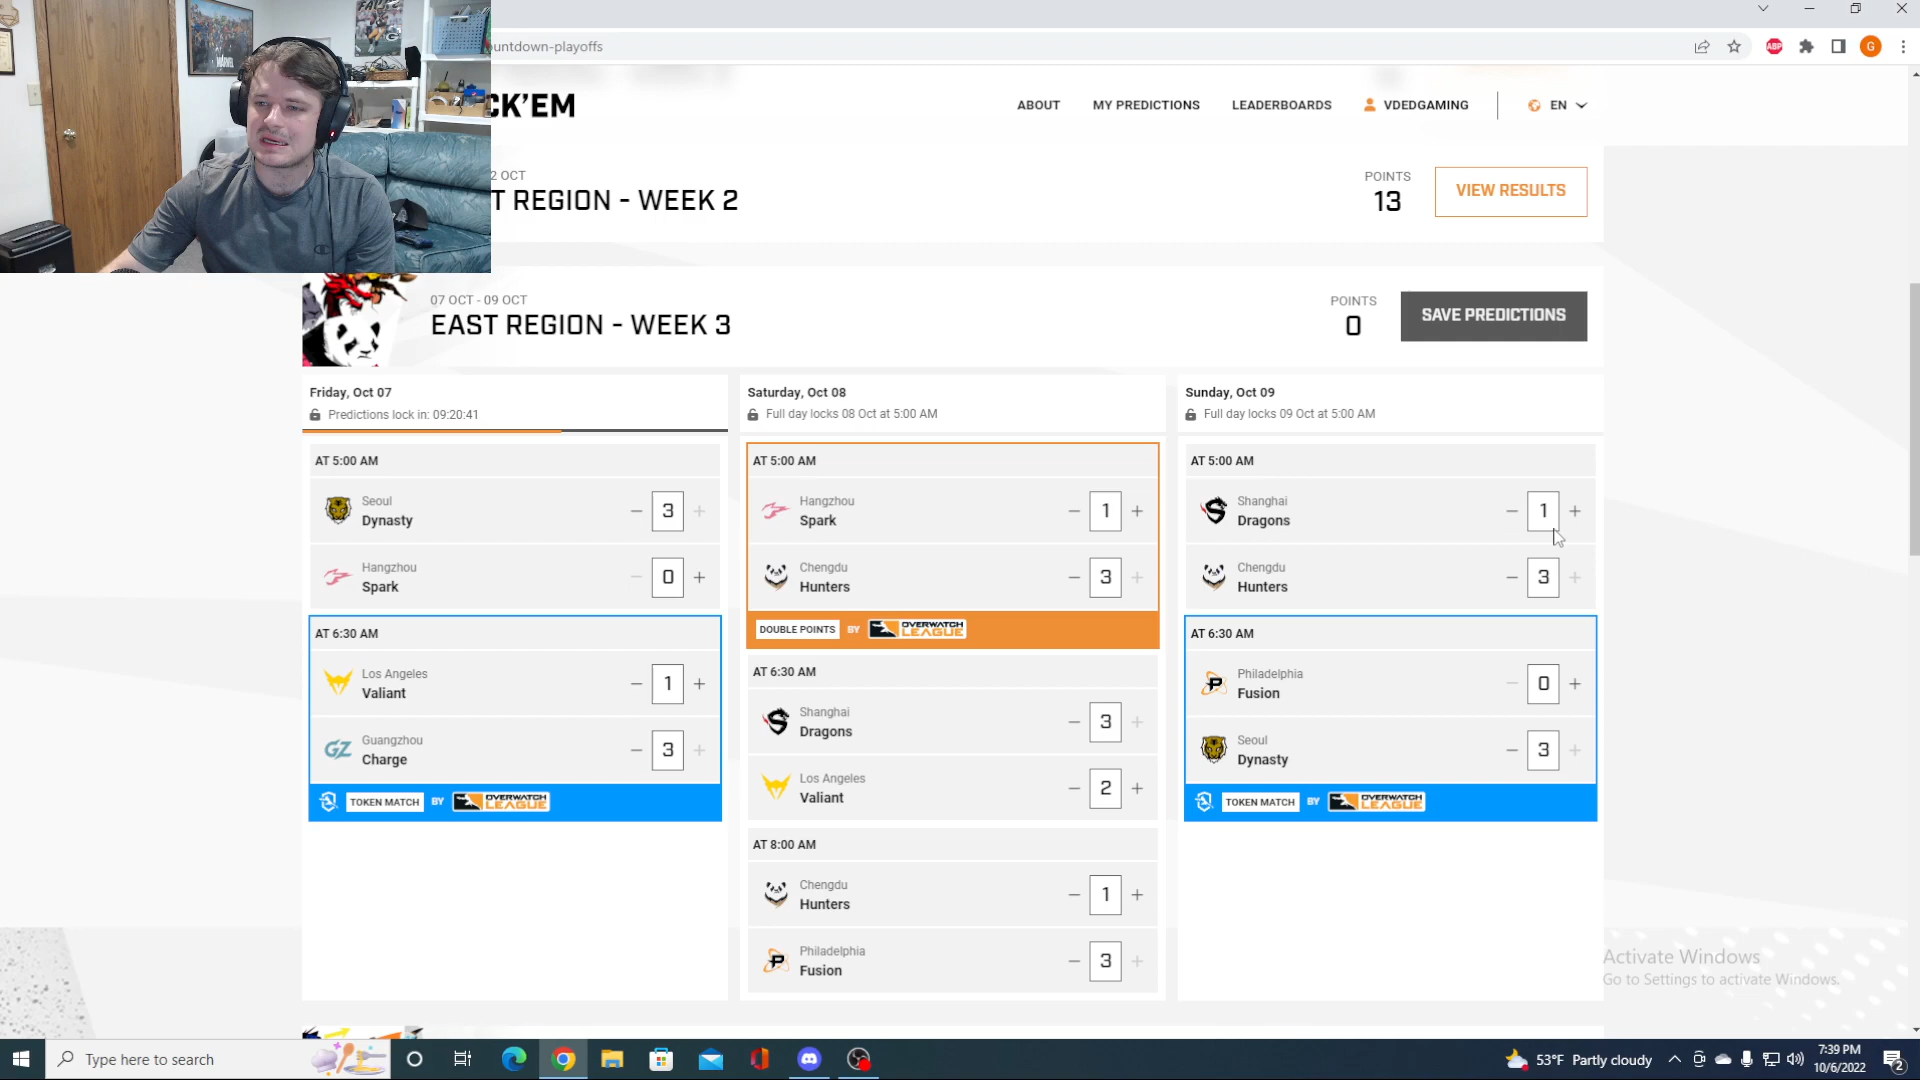 untdown-playoffs
CK'EM
ABOUT
MY PREDICTIONS
LEADERBOARDS
VDEDGAMING
EN
2 OCT
T REGION - WEEK 2
POINTS
13
VIEW RESULTS
07 OCT - 09 OCT
EAST REGION - WEEK 3
POINTS
0
SAVE PREDICTIONS
Friday, Oct 07
Predictions lock in: 09:20:41
AT 5:00 AM
Seoul
Dynasty
3
Hangzhou
Spark
0
AT 6:30 AM
Los Angeles
Valiant
1
Guangzhou
Charge
3
TOKEN MATCH BY OVERWATCH LEAGUE
Saturday, Oct 08
Full day locks 08 Oct at 5:00 AM
AT 5:00 AM
Hangzhou
Spark
1
Chengdu
Hunters
3
DOUBLE POINTS BY OVERWATCH LEAGUE
AT 6:30 AM
Shanghai
Dragons
3
Los Angeles
Valiant
2
AT 8:00 AM
Chengdu
Hunters
1
Philadelphia
Fusion
3
Sunday, Oct 09
Full day locks 09 Oct at 5:00 AM
AT 5:00 AM
Shanghai
Dragons
1
Chengdu
Hunters
3
AT 6:30 AM
Philadelphia
Fusion
0
Seoul
Dynasty
3
TOKEN MATCH BY OVERWATCH LEAGUE
Activate Windows
Go to Settings to activate Windows.
Type here to search
53°F Partly cloudy
7:39 PM
10/6/2022
2
ABP
G
MARVEL